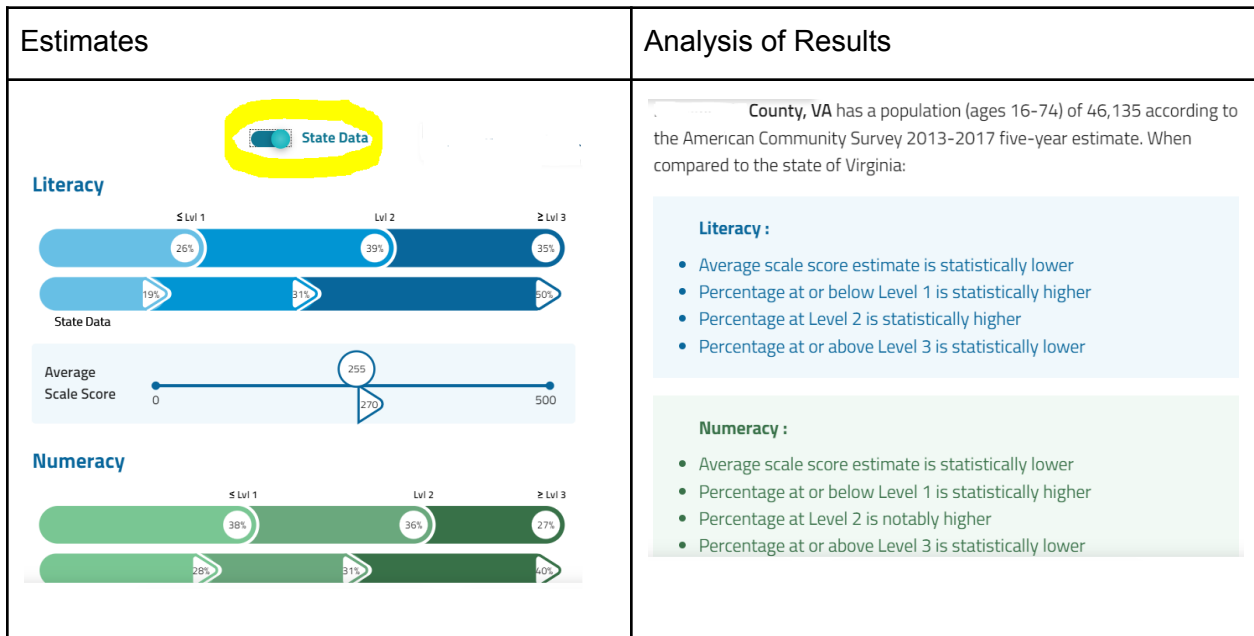 Estimates
State Data
Literacy
≤ Lvl 1 Lvl 2 ≥ Lvl 3
26% 39% 35%
19% 31% 50%
State Data
Average
Scale Score
255
0 500
270
Numeracy
≤ Lvl 1 Lvl 2 ≥ Lvl 3
38% 36% 27%
28% 31% 40%
Analysis of Results
County, VA has a population (ages 16-74) of 46,135 according to
the American Community Survey 2013-2017 five-year estimate. When
compared to the state of Virginia:
Literacy :
• Average scale score estimate is statistically lower
• Percentage at or below Level 1 is statistically higher
• Percentage at Level 2 is statistically higher
• Percentage at or above Level 3 is statistically lower
Numeracy :
• Average scale score estimate is statistically lower
• Percentage at or below Level 1 is statistically higher
• Percentage at Level 2 is notably higher
• Percentage at or above Level 3 is statistically lower